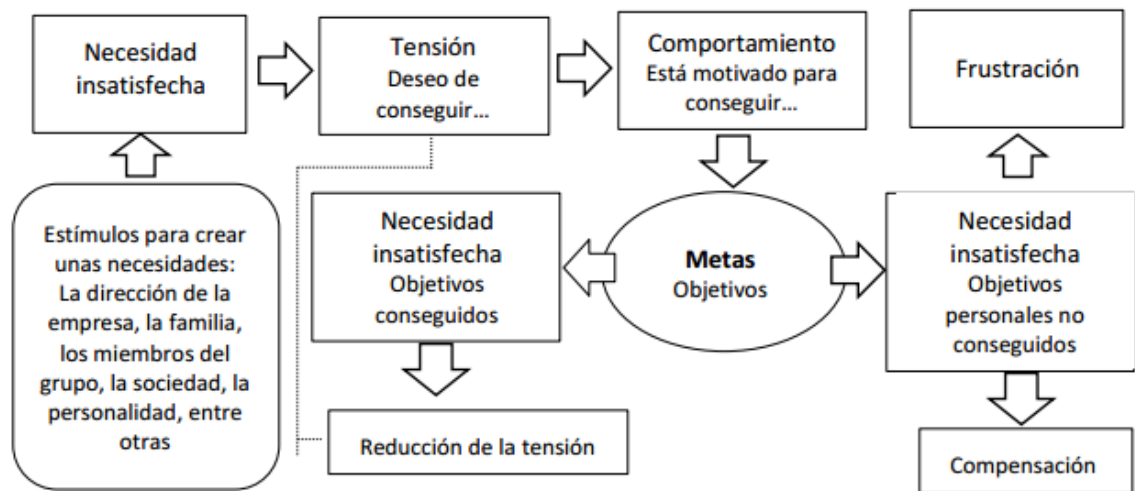 Necesidad
insatisfecha
Tensión
Deseo de
conseguir…
Comportamiento
Está motivado para
conseguir…
Frustración
Estímulos para crear
unas necesidades:
La dirección de la
empresa, la familia,
los miembros del
grupo, la sociedad, la
personalidad, entre
otras
Necesidad
insatisfecha
Objetivos
conseguidos
Metas
Objetivos
Necesidad
insatisfecha
Objetivos
personales no
conseguidos
Reducción de la tensión
Compensación